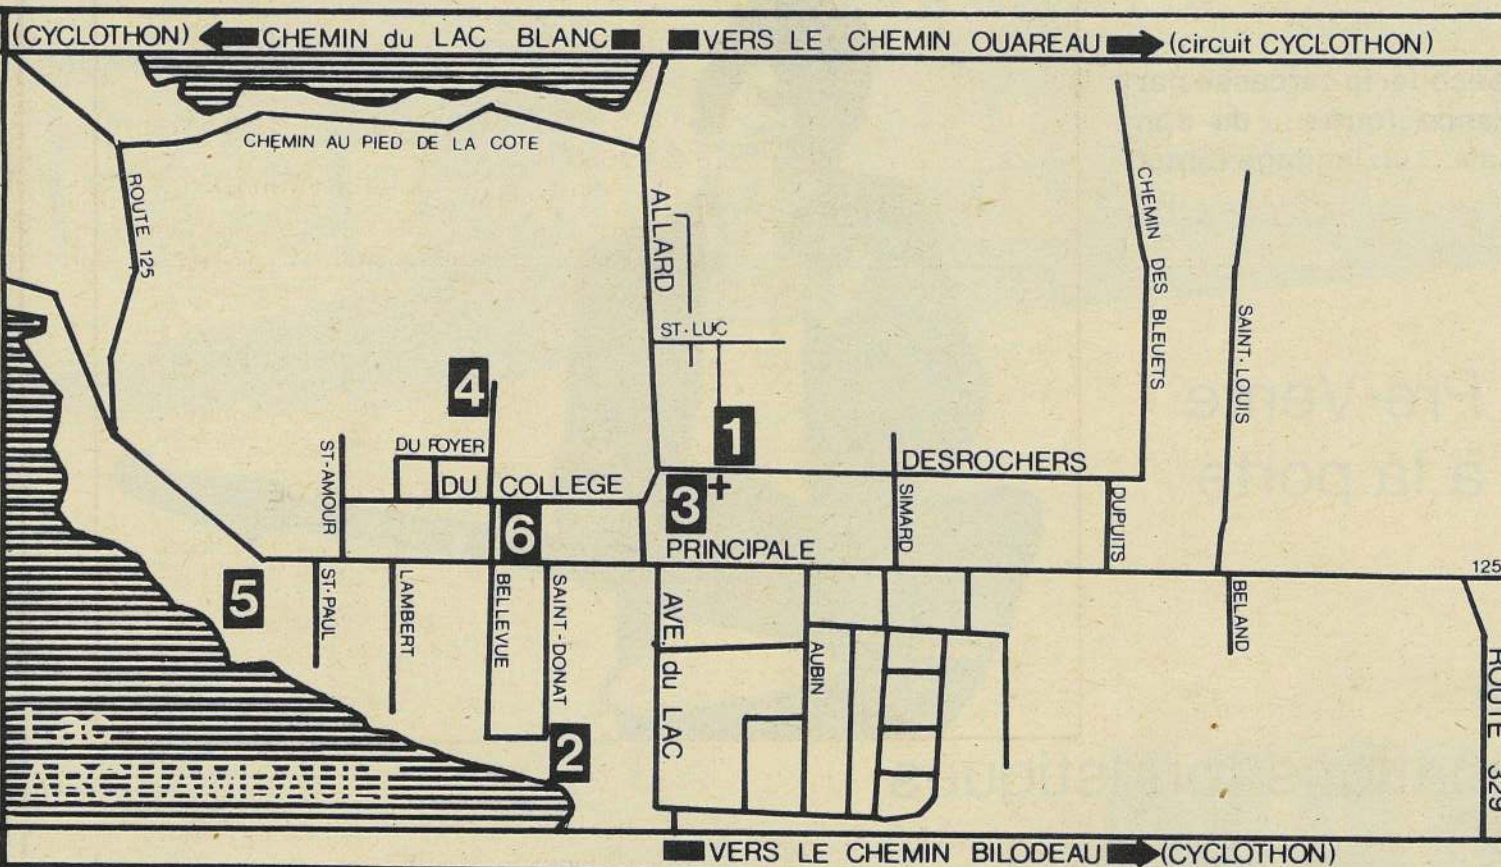 (CYCLOTHON) CHEMIN du LAC BLANC VERS LE CHEMIN OUAREAU (circuit CYCLOTHON)
CHEMIN AU PIED DE LA COTE
ROUTE 125
ALLARD
CHEMIN DES BLEUETS
SAINT-LOUIS
ST-LUC
4
1
ST-AMOUR
DU FOYER
DU COLLEGE
DESROCHERS
3 +
SIMARD
DUPUITS
6
PRINCIPALE
125
5
ST-PAUL
LAMBERT
BELLEVUE
SAINT-DONAT
AVE. du LAC
AUBIN
BELAND
ROUTE 329
2
Lac
ARCHAMBAULT
VERS LE CHEMIN BILODEAU (CYCLOTHON)